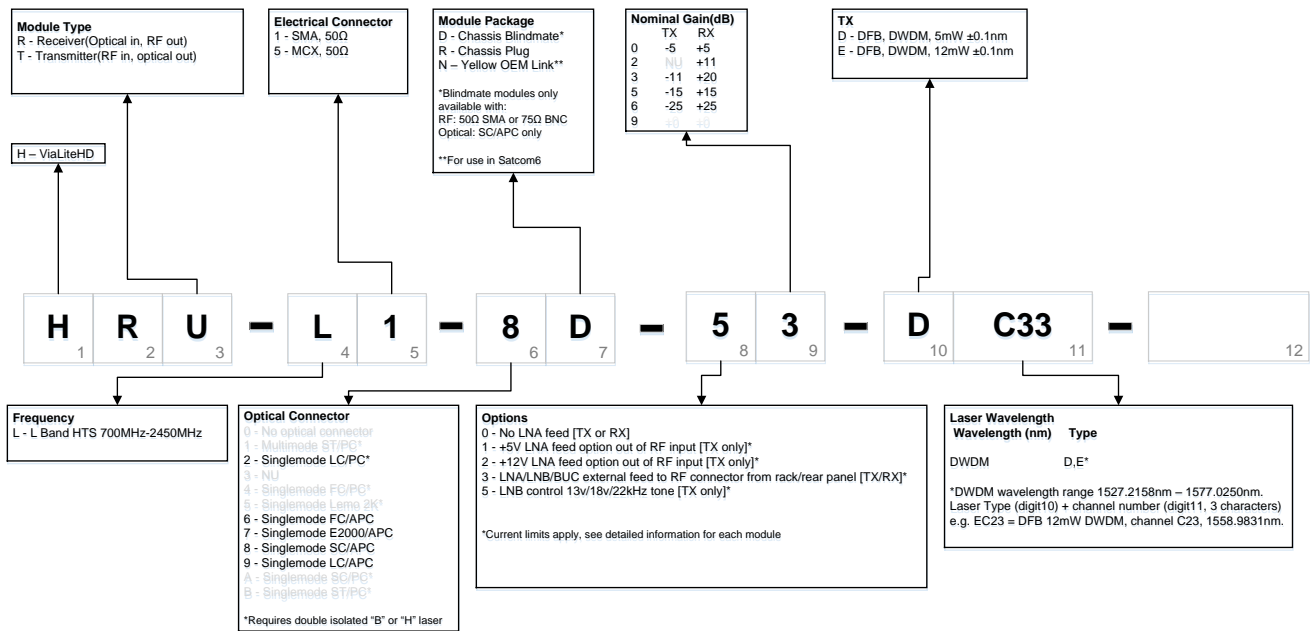 Module Type
R - Receiver(Optical in, RF out)
T - Transmitter(RF in, optical out)
Electrical Connector
1 - SMA, 50Ω
5 - MCX, 50Ω
Module Package
D - Chassis Blindmate*
R - Chassis Plug
N – Yellow OEM Link**
*Blindmate modules only
available with:
RF: 50Ω SMA or 75Ω BNC
Optical: SC/APC only
**For use in Satcom6
Nominal Gain(dB)
TX RX
0 -5 +5
2 NU +11
3 -11 +20
5 -15 +15
6 -25 +25
9 +0 +0
TX
D - DFB, DWDM, 5mW ±0.1nm
E - DFB, DWDM, 12mW ±0.1nm
H – ViaLiteHD
H R U - L 1 - 8 D - 5 3 - D C33 -
1 2 3 4 5 6 7 8 9 10 11 12
Frequency
L - L Band HTS 700MHz-2450MHz
Optical Connector
0 - No optical connector
1 - Multimode ST/PC¹
2 - Singlemode LC/PC*
3 - NU
4 - Singlemode FC/PC¹
5 - Singlemode Lemo 2K¹
6 - Singlemode FC/APC
7 - Singlemode E2000/APC
8 - Singlemode SC/APC
9 - Singlemode LC/APC
A - Singlemode SC/PC¹
B - Singlemode ST/PC¹
*Requires double isolated “B” or “H” laser
Options
0 - No LNA feed [TX or RX]
1 - +5V LNA feed option out of RF input [TX only]*
2 - +12V LNA feed option out of RF input [TX only]*
3 - LNA/LNB/BUC external feed to RF connector from rack/rear panel [TX/RX]*
5 - LNB control 13v/18v/22kHz tone [TX only]*
*Current limits apply, see detailed information for each module
Laser Wavelength
Wavelength (nm) Type
DWDM D,E*
*DWDM wavelength range 1527.2158nm – 1577.0250nm.
Laser Type (digit10) + channel number (digit11, 3 characters)
e.g. EC23 = DFB 12mW DWDM, channel C23, 1558.9831nm.